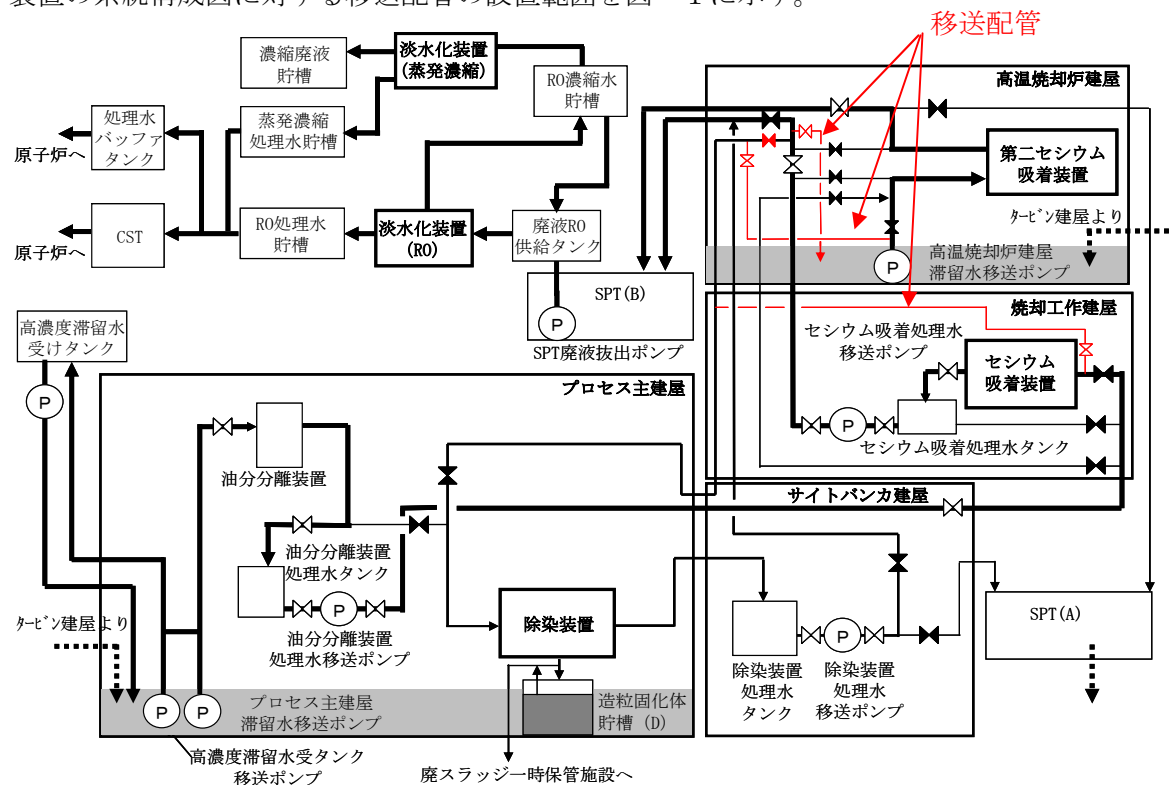 装置の系統構成図に対する移送配管の設置範囲を図－1に示す。
移送配管
濃縮廃液
貯槽
淡水化装置
(蒸発濃縮)
RO濃縮水
貯槽
高温焼却炉建屋
処理水
バッファ
タンク
蒸発濃縮
処理水貯槽
原子炉へ
第二セシウム
吸着装置
CST
RO処理水
貯槽
淡水化装置
(RO)
廃液RO
供給タンク
ﾀｰﾋﾞﾝ建屋より
原子炉へ
高温焼却炉建屋
滞留水移送ポンプ
P
SPT(B)
P
SPT廃液抜出ポンプ
焼却工作建屋
高濃度滞留水
受けタンク
セシウム吸着処理水
移送ポンプ
セシウム
吸着装置
P
プロセス主建屋
P
セシウム吸着処理水タンク
油分分離装置
サイトバンカ建屋
油分分離装置
処理水タンク
P
油分分離装置
処理水移送ポンプ
ﾀｰﾋﾞﾝ建屋より
除染装置
P
SPT(A)
除染装置
処理水
タンク
除染装置
処理水
移送ポンプ
P
P
プロセス主建屋
滞留水移送ポンプ
造粒固化体
貯槽 (D)
高濃度滞留水受タンク
移送ポンプ
廃スラッジ一時保管施設へ